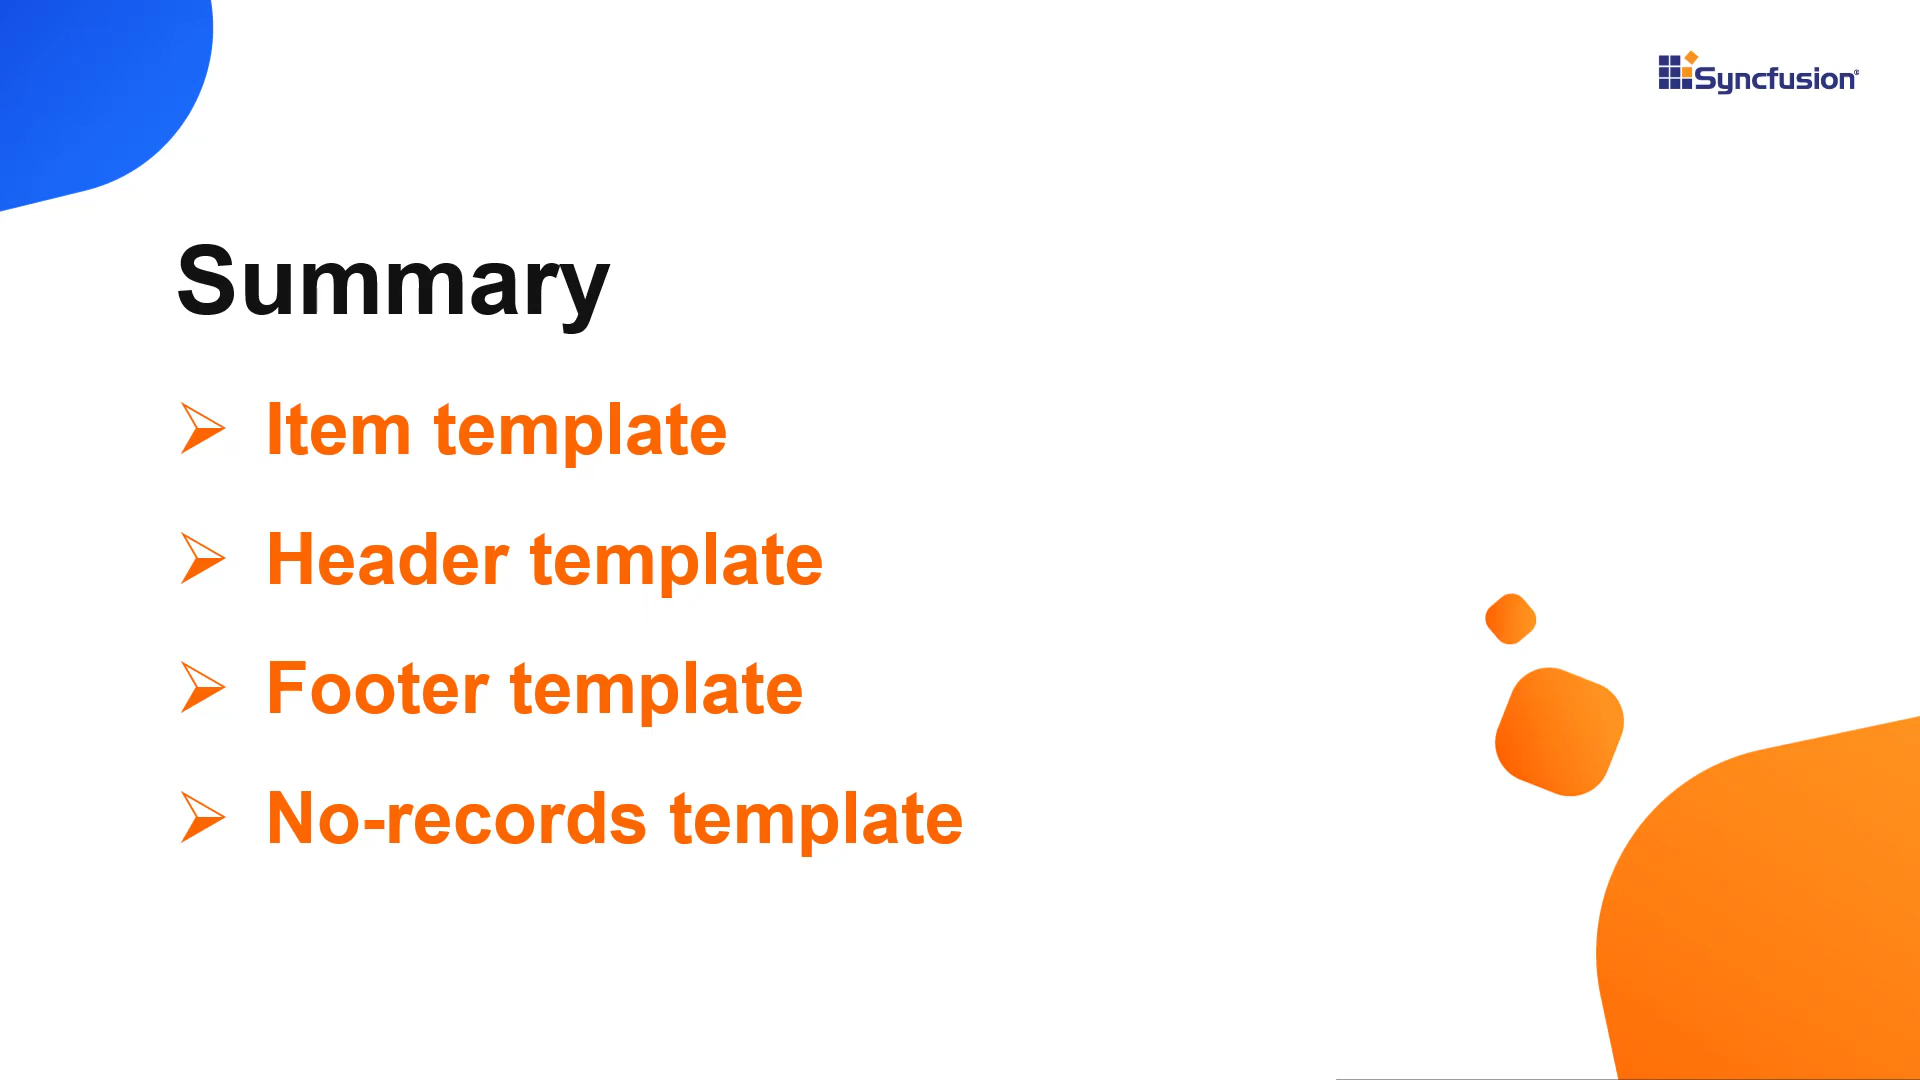 Syncfusion®
Summary
➢ Item template
➢ Header template
➢ Footer template
➢ No-records template